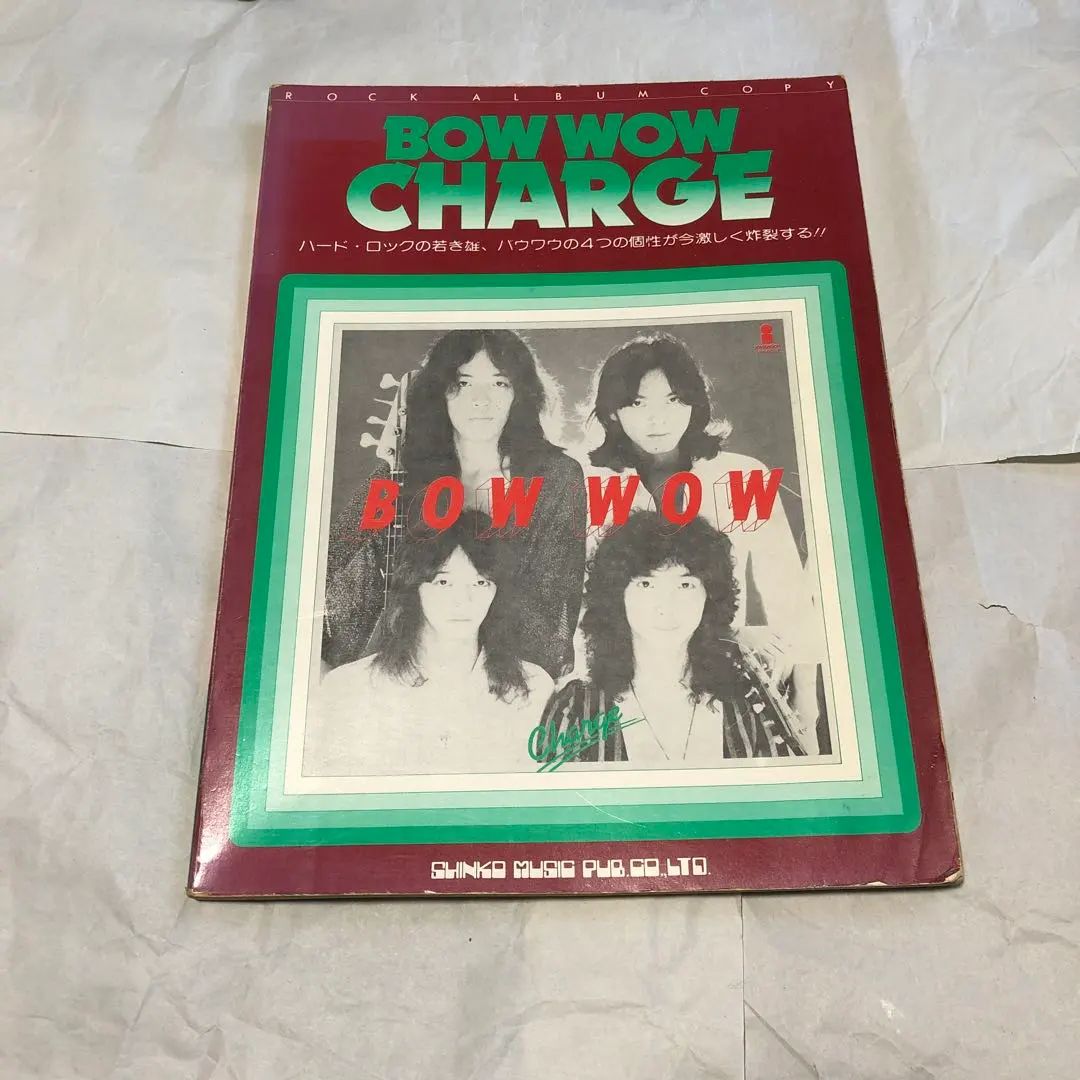 ROCK ALBUM COPY
BOW WOW
CHARGE
ハード・ロックの若き雄、バウワウの4つの個性が今激しく炸裂する!!
BOW WOW
Charge
SHINKO MUSIC PUB.CO.,LTD.